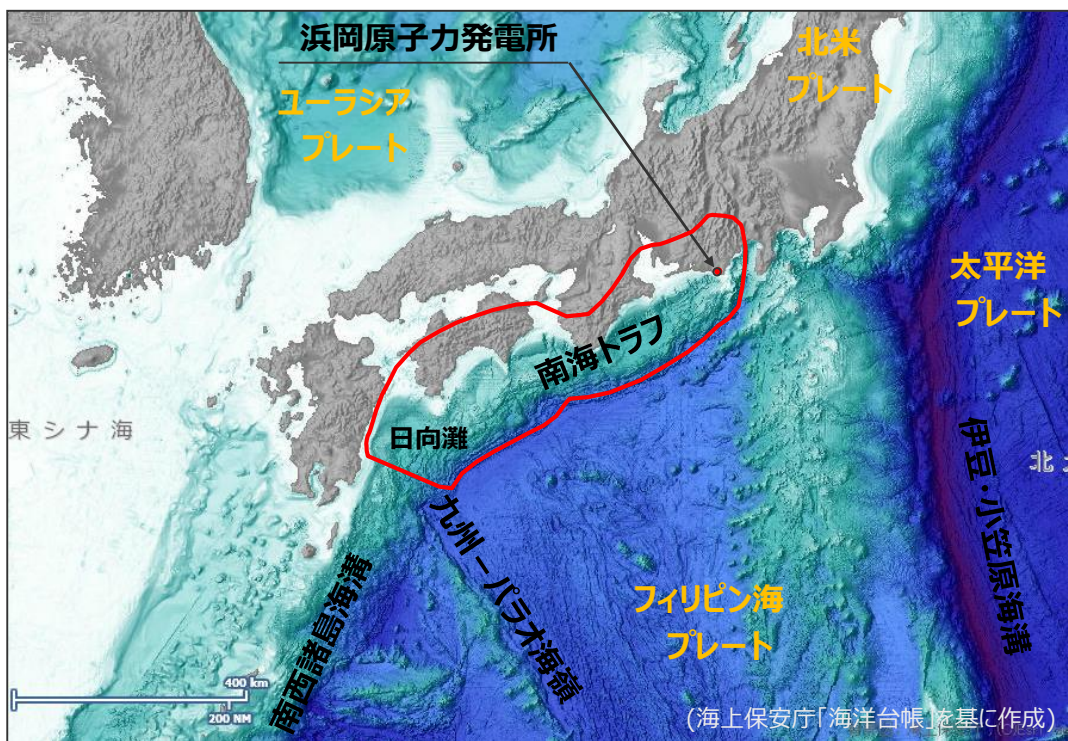 浜岡原子力発電所
北米
プレート
ユーラシア
プレート
太平洋
プレート
南海トラフ
日向灘
東シナ海
北
伊豆・小笠原海溝
九州－パラオ海嶺
南西諸島海溝
フィリピン海
プレート
400 km
200 NM
(海上保安庁「海洋台帳」を基に作成)